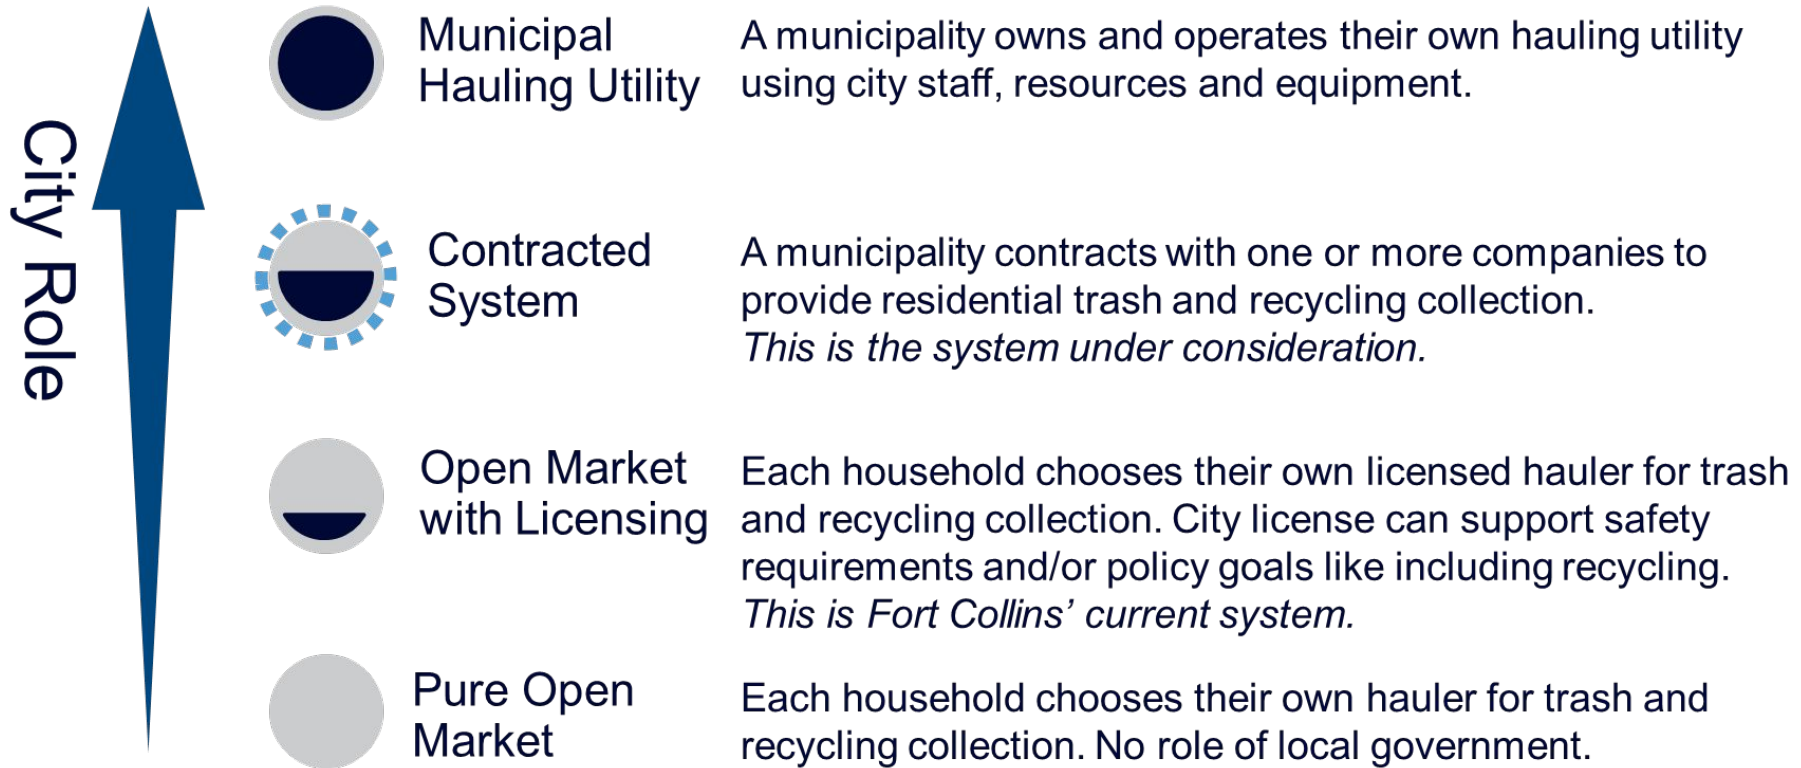 City Role
Municipal
Hauling Utility
A municipality owns and operates their own hauling utility
using city staff, resources and equipment.
Contracted
System
A municipality contracts with one or more companies to
provide residential trash and recycling collection.
This is the system under consideration.
Open Market
with Licensing
Each household chooses their own licensed hauler for trash
and recycling collection. City license can support safety
requirements and/or policy goals like including recycling.
This is Fort Collins’ current system.
Pure Open
Market
Each household chooses their own hauler for trash and
recycling collection. No role of local government.